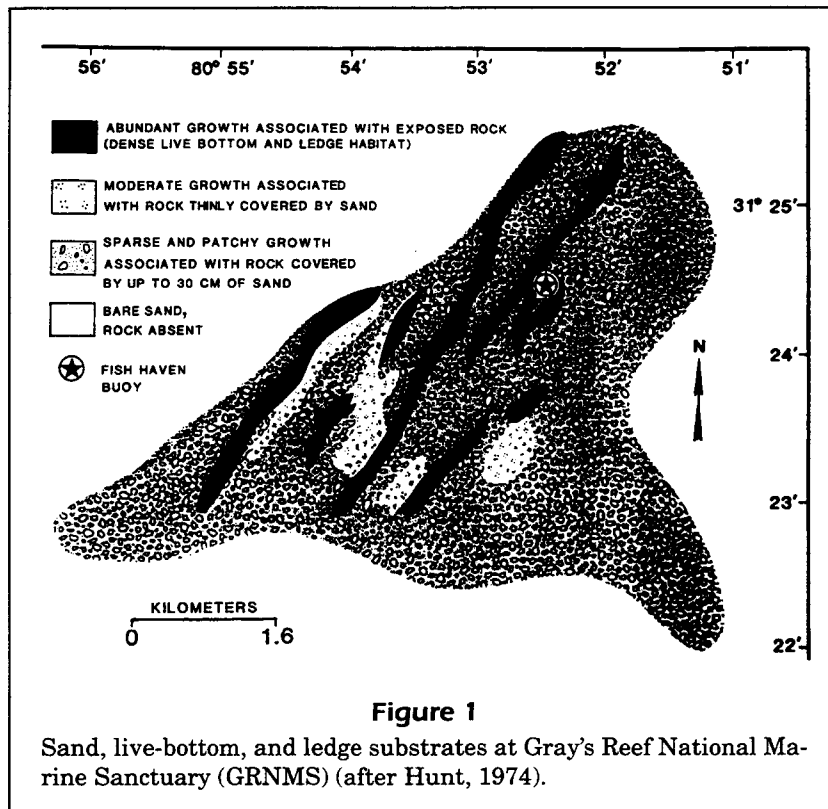 56′ 80° 55′ 54′ 53′ 52′ 51′
ABUNDANT GROWTH ASSOCIATED WITH EXPOSED ROCK
(DENSE LIVE BOTTOM AND LEDGE HABITAT)
MODERATE GROWTH ASSOCIATED
WITH ROCK THINLY COVERED BY SAND
31° 25′
SPARSE AND PATCHY GROWTH
ASSOCIATED WITH ROCK COVERED
BY UP TO 30 CM OF SAND
BARE SAND,
ROCK ABSENT
FISH HAVEN
BUOY
N
24′
23′
KILOMETERS
0 1.6
22′
Figure 1
Sand, live-bottom, and ledge substrates at Gray's Reef National Ma-
rine Sanctuary (GRNMS) (after Hunt, 1974).